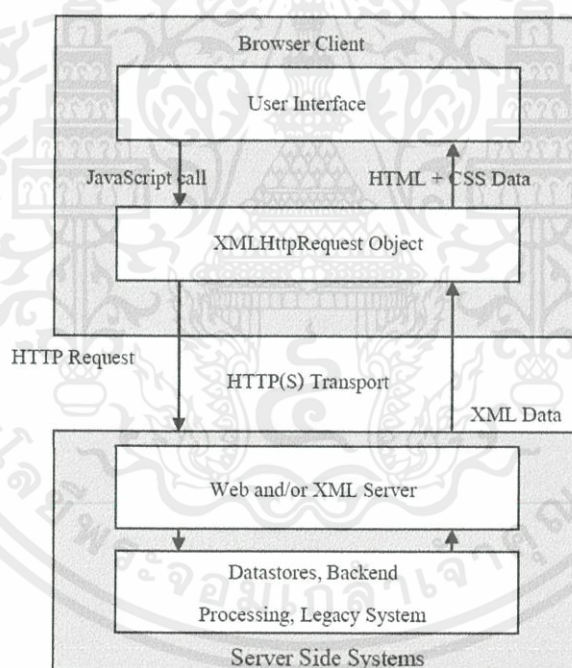 Browser Client
User Interface
JavaScript call
HTML + CSS Data
XMLHttpRequest Object
HTTP Request
HTTP(S) Transport
XML Data
Web and/or XML Server
Datastores, Backend
Processing, Legacy System
Server Side Systems